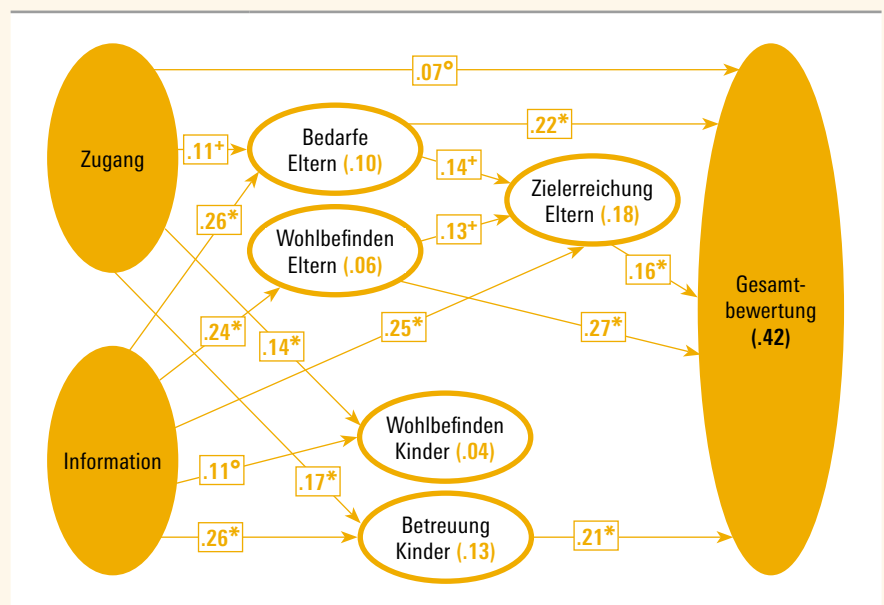 .07°
Zugang
.11+
Bedarfe
Eltern (.10)
.22*
.14+
Zielerreichung
Eltern (.18)
.26*
Wohlbefinden
Eltern (.06)
.13+
.16*
Gesamt-
bewertung
(.42)
.24*
.14*
.25*
.27*
Information
.11°
Wohlbefinden
Kinder (.04)
.17*
.26*
Betreuung
Kinder (.13)
.21*